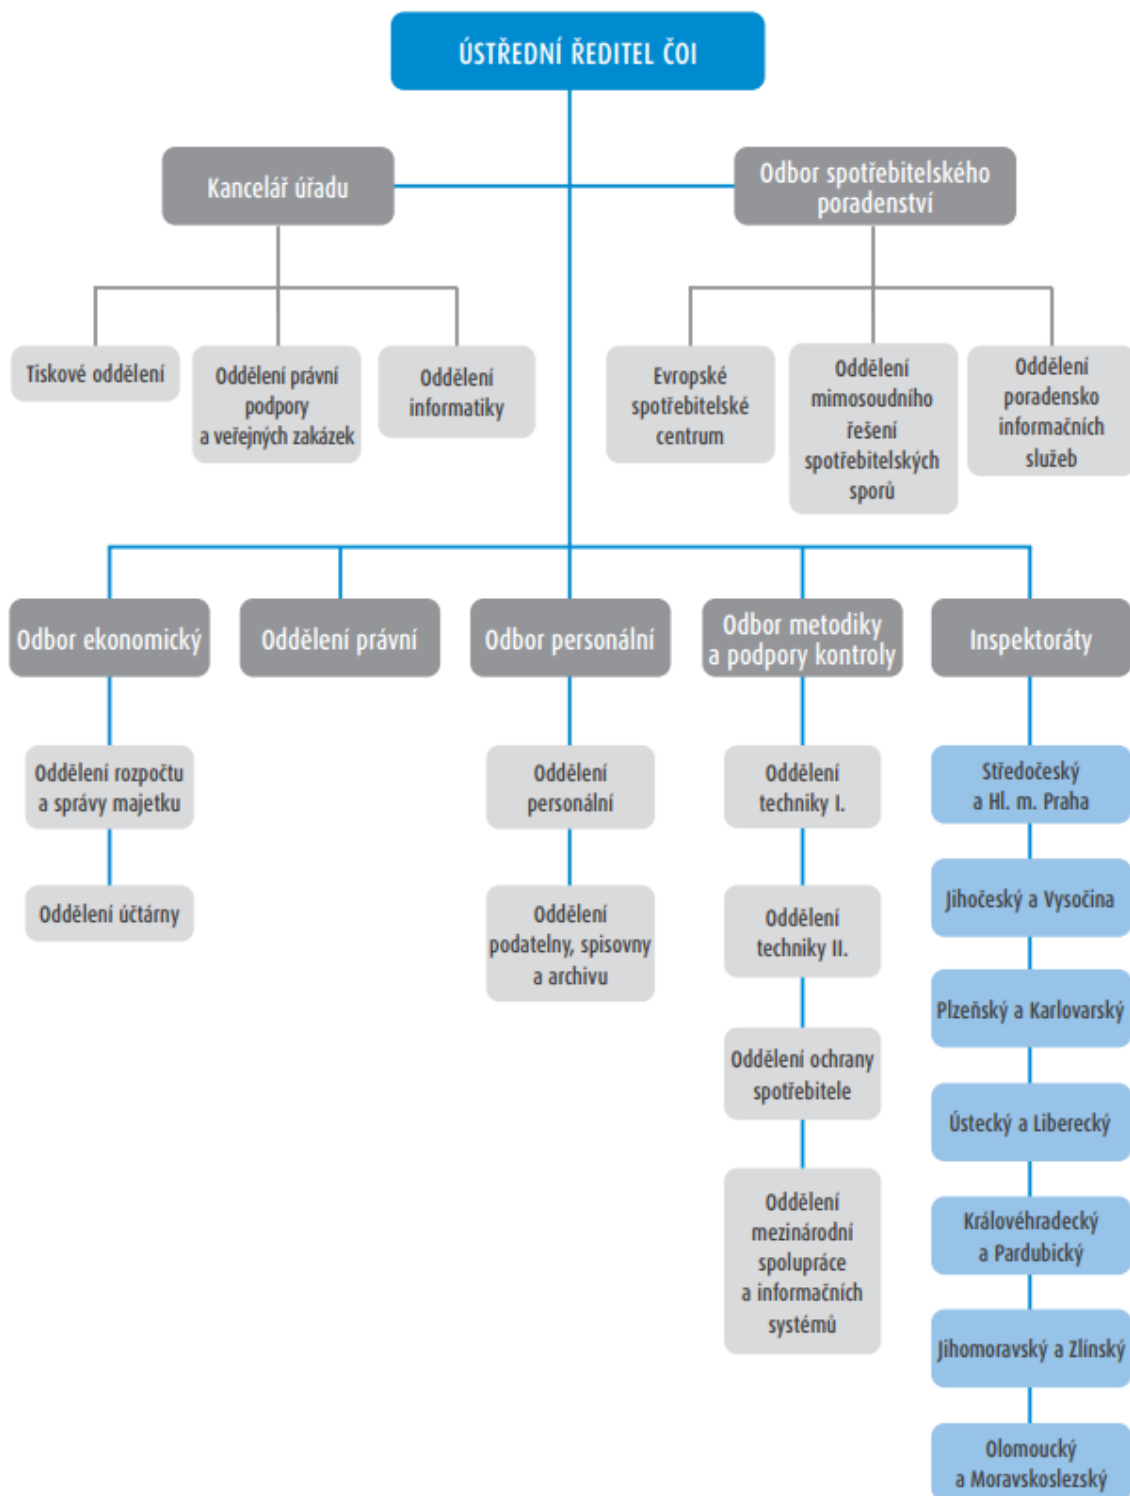 ÚSTŘEDNÍ ŘEDITEL ČOI
Kancelář úřadu
Odbor spotřebitelského
poradenství
Tiskové oddělení
Oddělení právní
podpory
a veřejných zakázek
Oddělení
informatiky
Evropské
spotřebitelské
centrum
Oddělení
mimosoudního
řešení
spotřebitelských
sporů
Oddělení
poradensko
informačních
služeb
Odbor ekonomický
Oddělení právní
Odbor personální
Odbor metodiky
a podpory kontroly
Inspektoráty
Oddělení rozpočtu
a správy majetku
Oddělení účtárny
Oddělení
personální
Oddělení
podatelny, spisovny
a archivu
Oddělení
techniky I.
Oddělení
techniky II.
Oddělení ochrany
spotřebitele
Oddělení
mezinárodní
spolupráce
a informačních
systémů
Středočeský
a Hl. m. Praha
Jihočeský a Vysočina
Plzeňský a Karlovarský
Ústecký a Liberecký
Královéhradecký
a Pardubický
Jihomoravský a Zlínský
Olomoucký
a Moravskoslezský